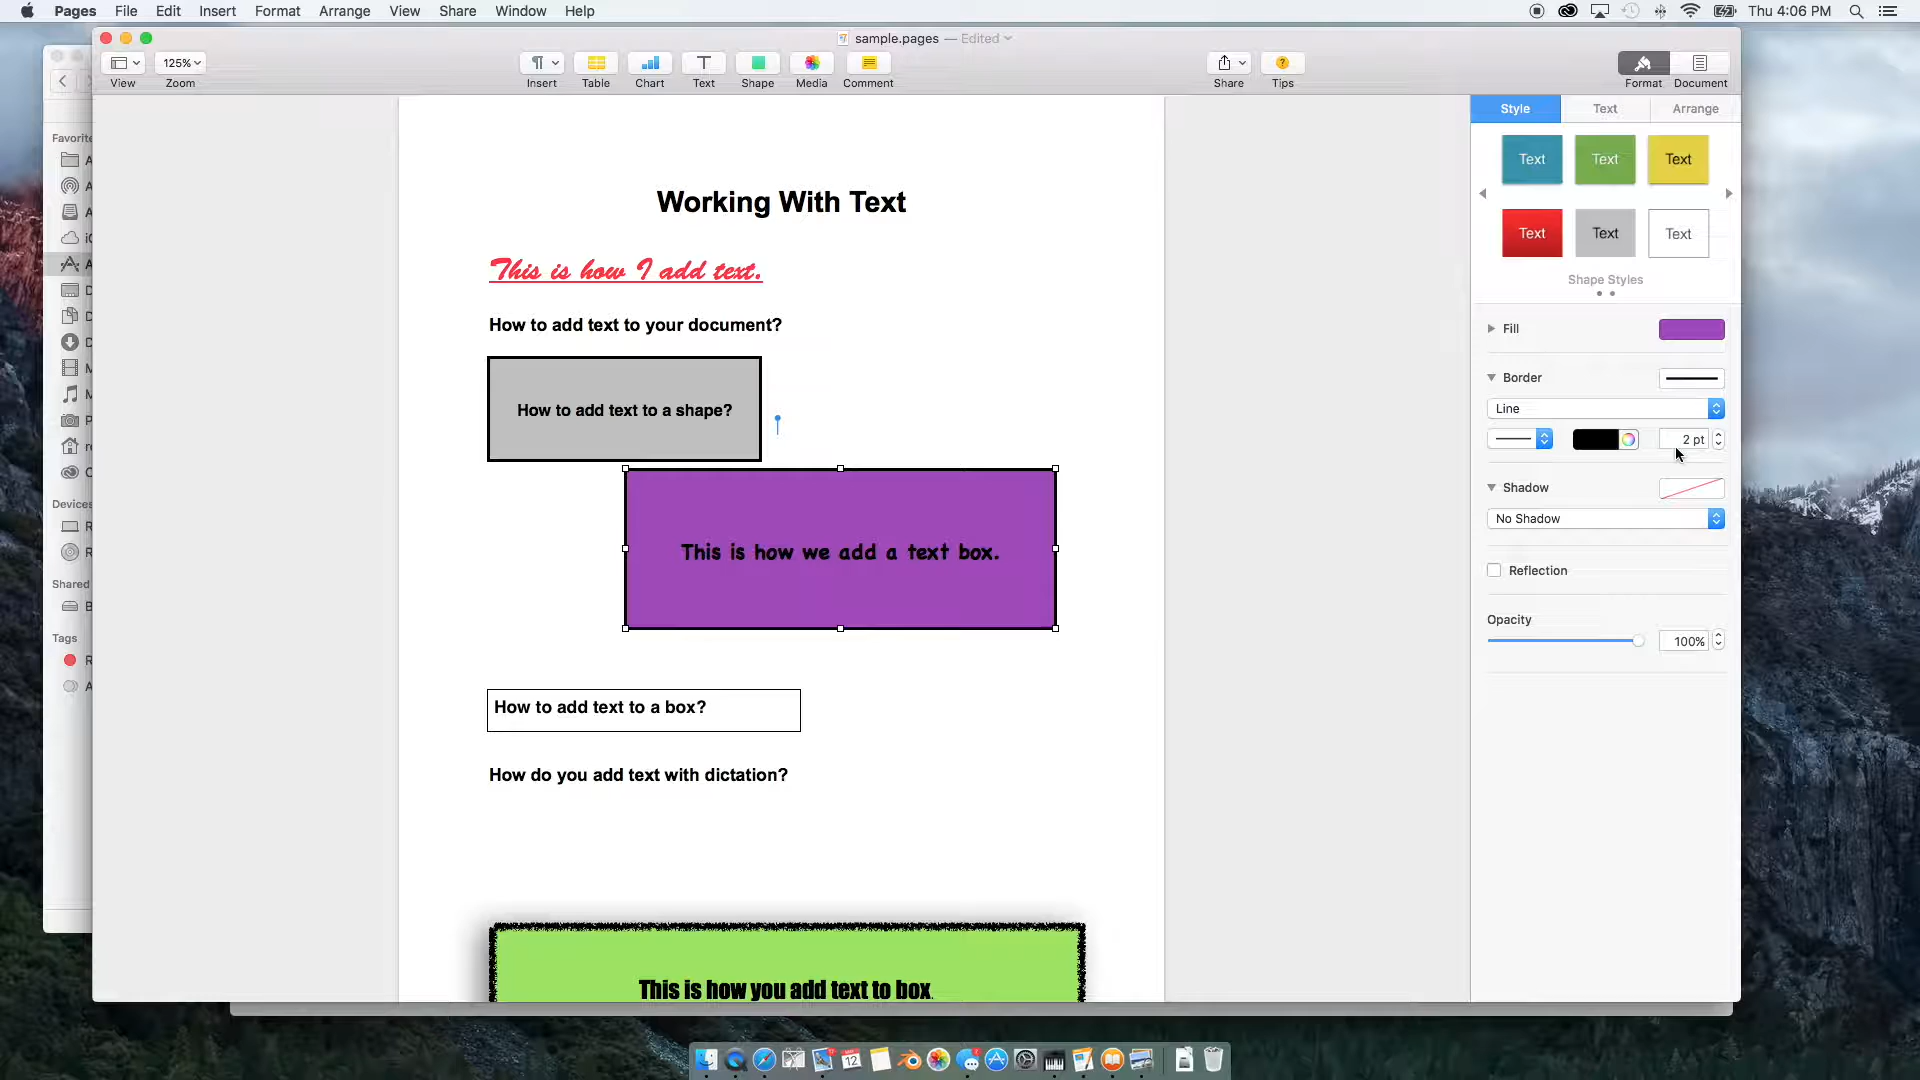 Pages File Edit Insert Format Arrange View Share Window Help
Thu 4:06 PM
sample.pages — Edited
125%
View Zoom Insert Table Chart Text Shape Media Comment Share Tips Format Document
Style Text Arrange
Text Text Text
Text Text Text
Shape Styles
Fill
Border
Line
2 pt
Shadow
No Shadow
Reflection
Opacity
100%
Favorite
Devices
Shared
Tags
Working With Text
This is how I add text.
How to add text to your document?
How to add text to a shape?
This is how we add a text box.
How to add text to a box?
How do you add text with dictation?
This is how you add text to box.